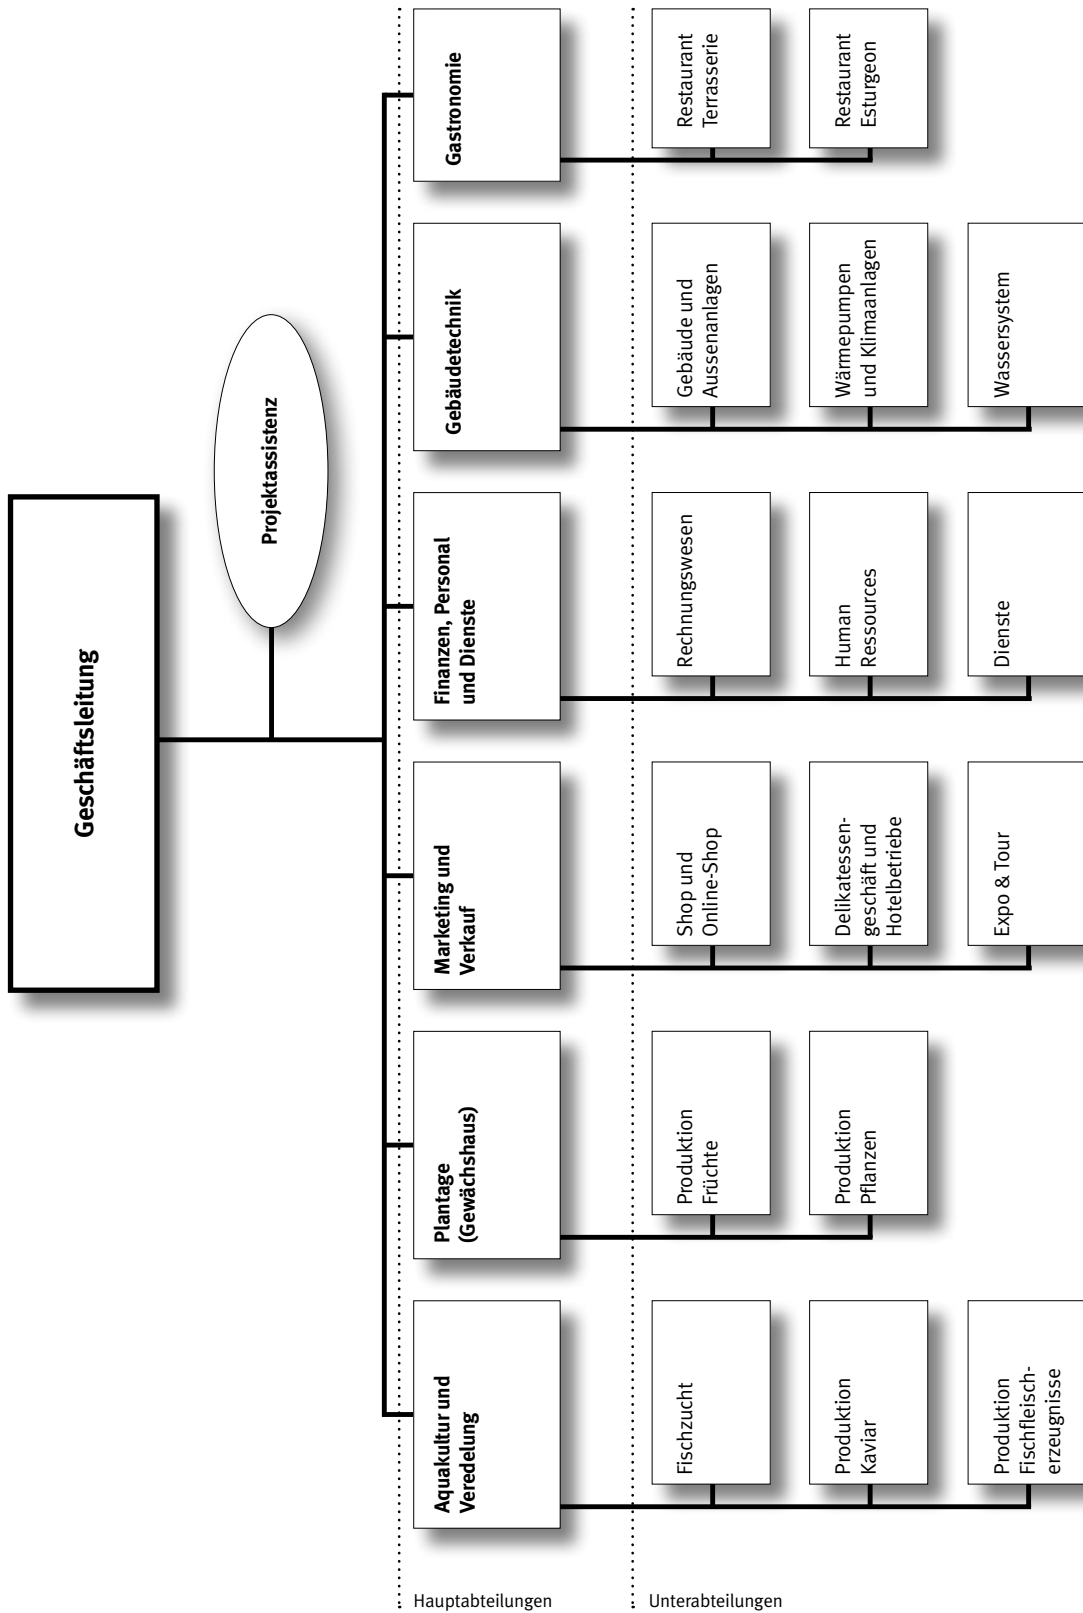 Geschäftsleitung
Projektassistenz
Hauptabteilungen
Aquakultur und
Veredelung
Plantage
(Gewächshaus)
Marketing und
Verkauf
Finanzen, Personal
und Dienste
Gebäudetechnik
Gastronomie
Unterabteilungen
Fischzucht
Produktion
Kaviar
Produktion
Fischfleisch-
erzeugnisse
Produktion
Früchte
Produktion
Pflanzen
Shop und
Online-Shop
Delikatessen-
geschäft und
Hotelbetriebe
Expo & Tour
Rechnungswesen
Human
Ressources
Dienste
Gebäude und
Aussenanlagen
Wärmepumpen
und Klimaanlagen
Wassersystem
Restaurant
Terrasserie
Restaurant
Esturgeon